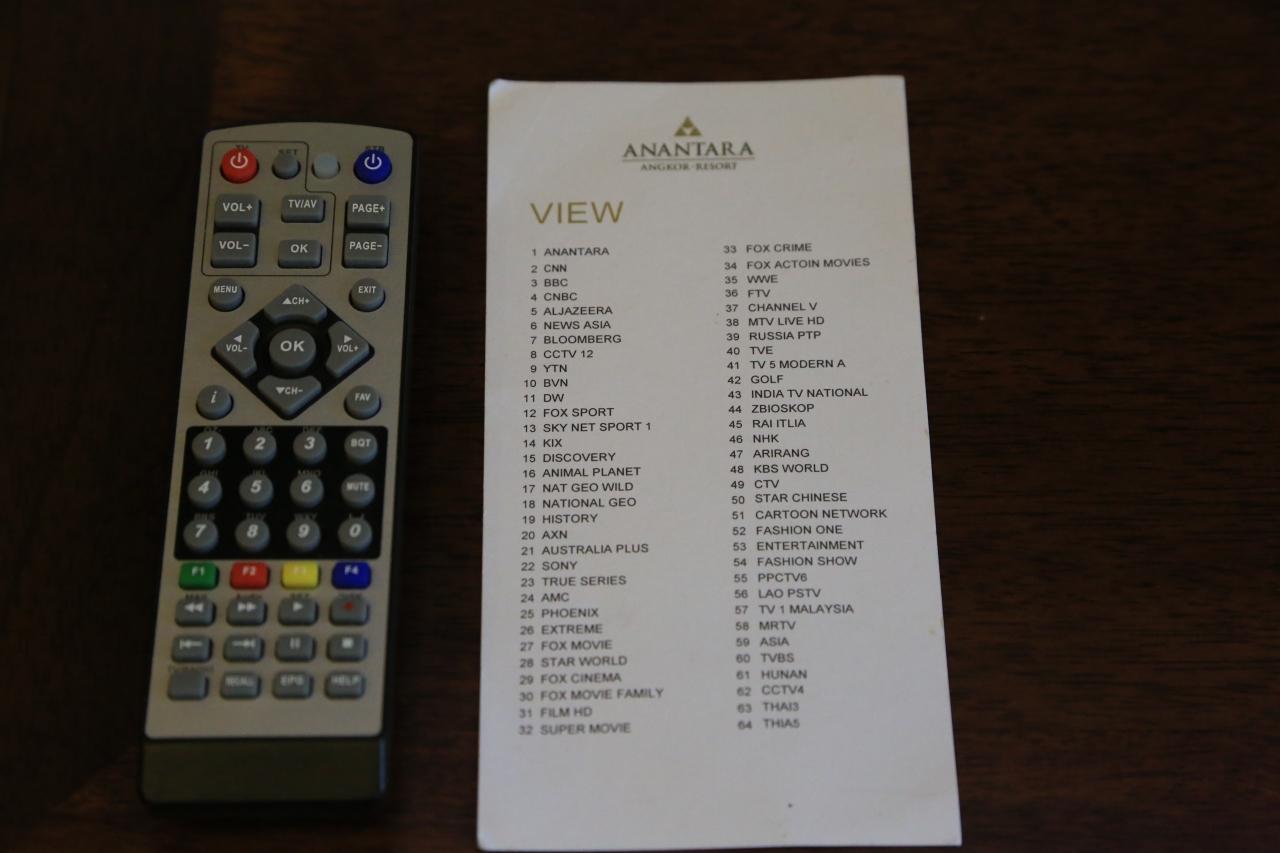 TV SET STB
VOL+ TV/AV PAGE+
VOL- OK PAGE-
MENU EXIT
▲CH+
◀ VOL- OK ▶ VOL+
▼CH-
i FAV
1 2 3 BQT
GHI JKL MNO
4 5 6 MUTE
TUV WXY
7 8 9 0
F1 F2 F3 F4
RECALL EPG HELP
ANANTARA
ANGKOR·RESORT
VIEW
1 ANANTARA
2 CNN
3 BBC
4 CNBC
5 ALJAZEERA
6 NEWS ASIA
7 BLOOMBERG
8 CCTV 12
9 YTN
10 BVN
11 DW
12 FOX SPORT
13 SKY NET SPORT 1
14 KIX
15 DISCOVERY
16 ANIMAL PLANET
17 NAT GEO WILD
18 NATIONAL GEO
19 HISTORY
20 AXN
21 AUSTRALIA PLUS
22 SONY
23 TRUE SERIES
24 AMC
25 PHOENIX
26 EXTREME
27 FOX MOVIE
28 STAR WORLD
29 FOX CINEMA
30 FOX MOVIE FAMILY
31 FILM HD
32 SUPER MOVIE
33 FOX CRIME
34 FOX ACTOIN MOVIES
35 WWE
36 FTV
37 CHANNEL V
38 MTV LIVE HD
39 RUSSIA PTP
40 TVE
41 TV 5 MODERN A
42 GOLF
43 INDIA TV NATIONAL
44 ZBIOSKOP
45 RAI ITLIA
46 NHK
47 ARIRANG
48 KBS WORLD
49 CTV
50 STAR CHINESE
51 CARTOON NETWORK
52 FASHION ONE
53 ENTERTAINMENT
54 FASHION SHOW
55 PPCTV6
56 LAO PSTV
57 TV 1 MALAYSIA
58 MRTV
59 ASIA
60 TVBS
61 HUNAN
62 CCTV4
63 THAI3
64 THIA5